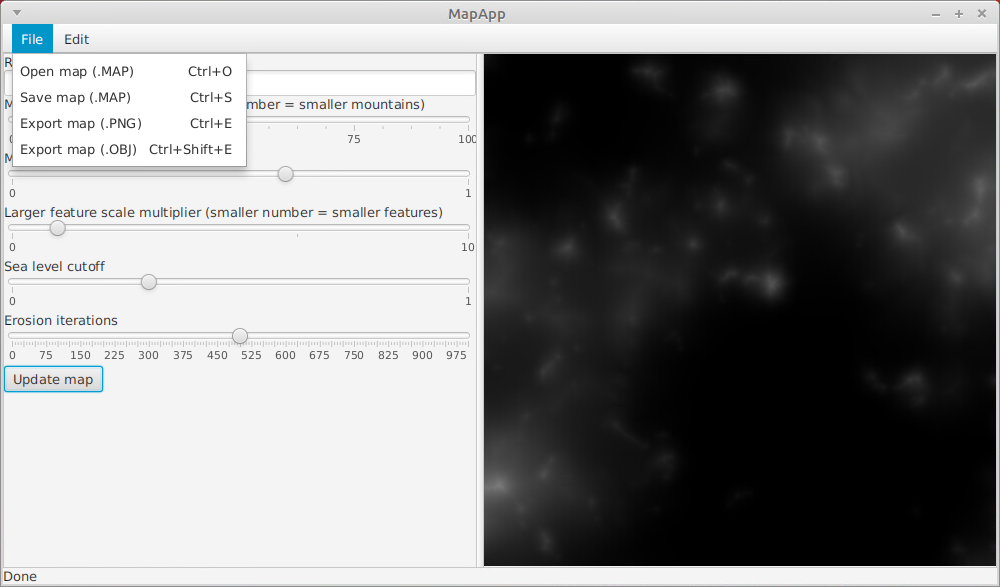 MapApp
File Edit
R
Open map (.MAP) Ctrl+O
Save map (.MAP) Ctrl+S
M mber = smaller mountains)
Export map (.PNG) Ctrl+E
75 100
Export map (.OBJ) Ctrl+Shift+E
M
0 1
Larger feature scale multiplier (smaller number = smaller features)
0 10
Sea level cutoff
0 1
Erosion iterations
0 75 150 225 300 375 450 525 600 675 750 825 900 975
Update map
Done